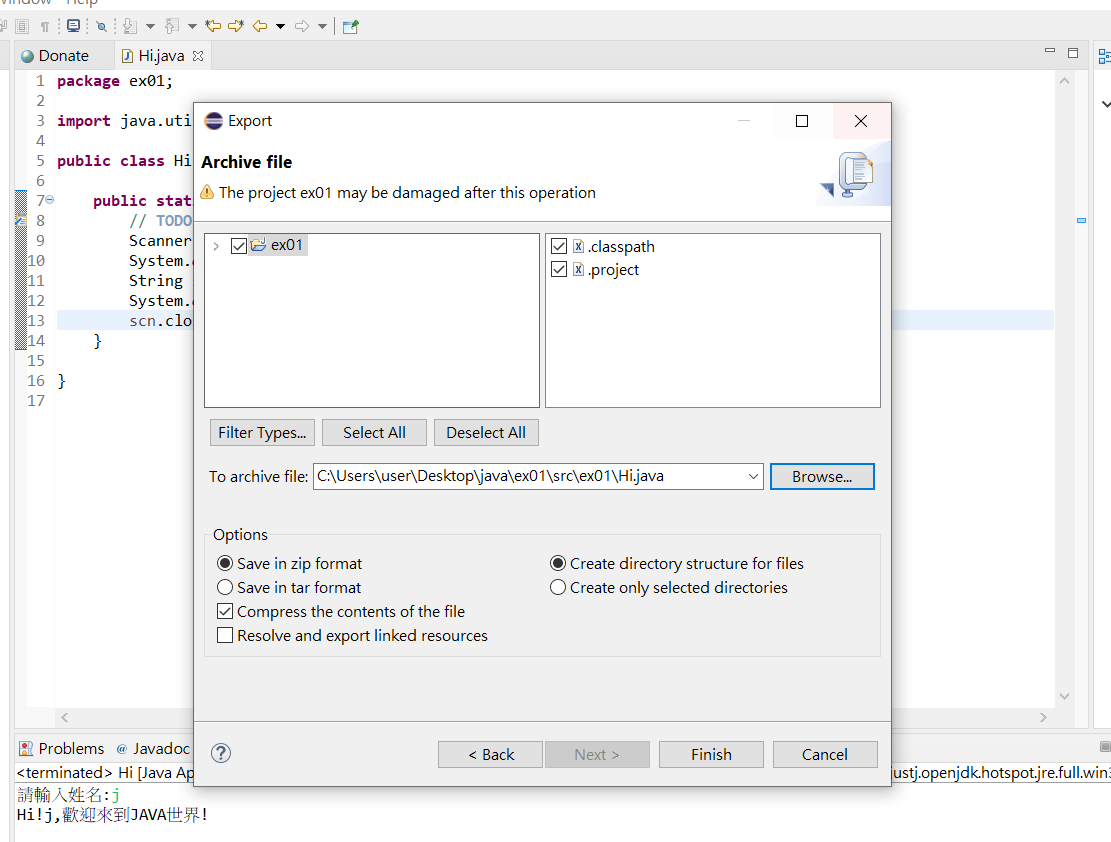 Window Help
Donate
Hi.java
1 package ex01;
2
3 import java.uti
4
5 public class Hi
6
7 public stat
8 // TODO
9 Scanner
10 System.
11 String
12 System.
13 scn.clo
14 }
15
16 }
17
Export
Archive file
The project ex01 may be damaged after this operation
ex01
.classpath
.project
Filter Types...
Select All
Deselect All
To archive file:
C:\Users\user\Desktop\java\ex01\src\ex01\Hi.java
Browse...
Options
Save in zip format
Save in tar format
Compress the contents of the file
Resolve and export linked resources
Create directory structure for files
Create only selected directories
< Back
Next >
Finish
Cancel
Problems
@ Javadoc
<terminated> Hi [Java Ap
ustj.openjdk.hotspot.jre.full.win3
請輸入姓名:j
Hi!j,歡迎來到JAVA世界!